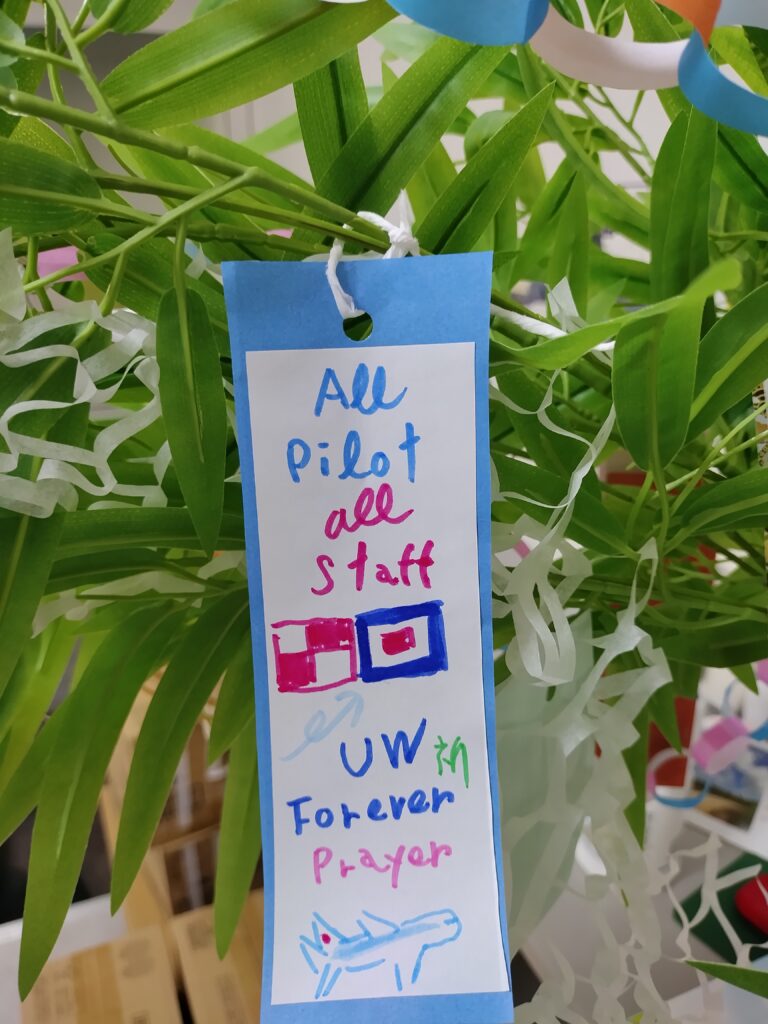 All
Pilot
all
Staff
UW 祈
Forever
Prayer